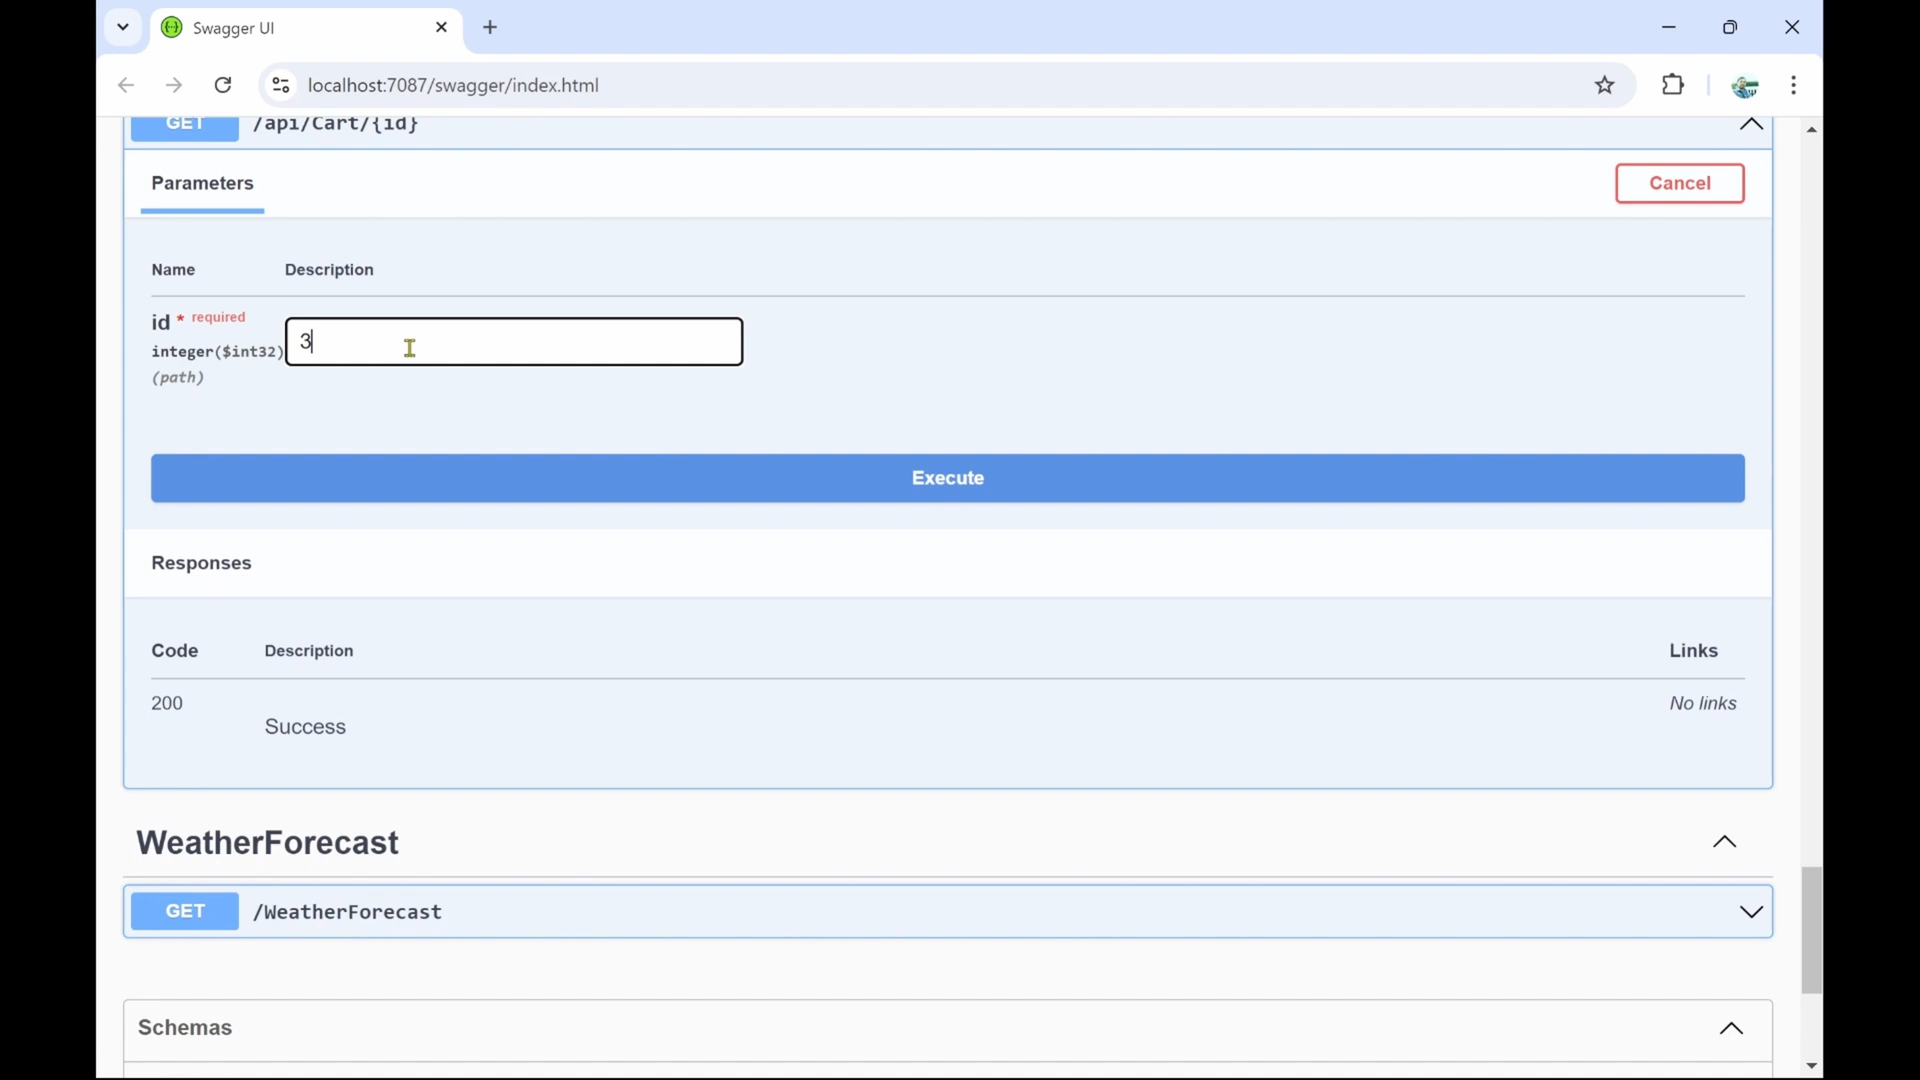 Swagger UI
localhost:7087/swagger/index.html
GET /api/Cart/{id}
Parameters
Cancel
Name Description
id * required
integer($int32)
(path)
3
Execute
Responses
Code Description Links
200 No links
Success
WeatherForecast
GET /WeatherForecast
Schemas